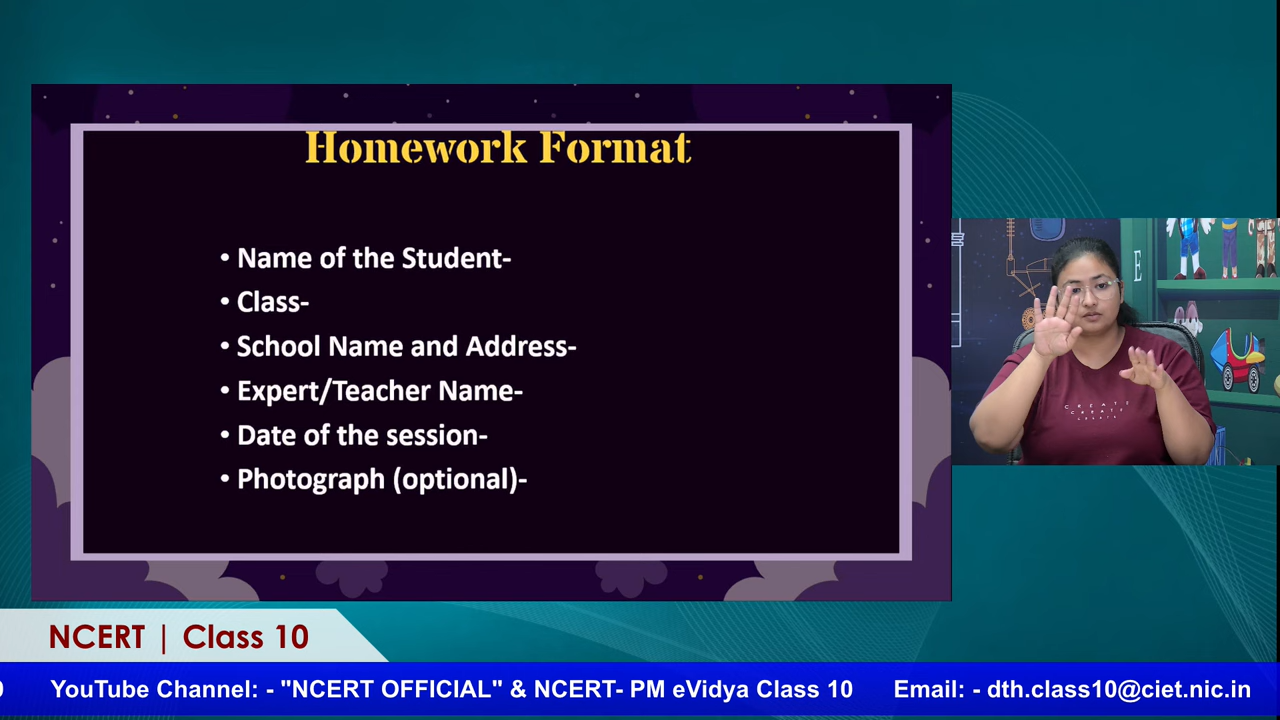 Homework Format
• Name of the Student-
• Class-
• School Name and Address-
• Expert/Teacher Name-
• Date of the session-
• Photograph (optional)-
E
CREATE
CREATE
NCERT | Class 10
YouTube Channel: - "NCERT OFFICIAL" & NCERT- PM eVidya Class 10 Email: - dth.class10@ciet.nic.in